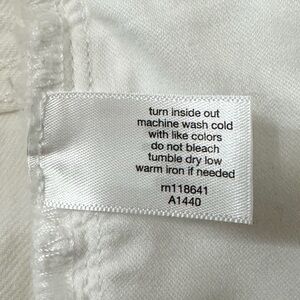 turn inside out
machine wash cold
with like colors
do not bleach
tumble dry low
warm iron if needed
m118641
A1440